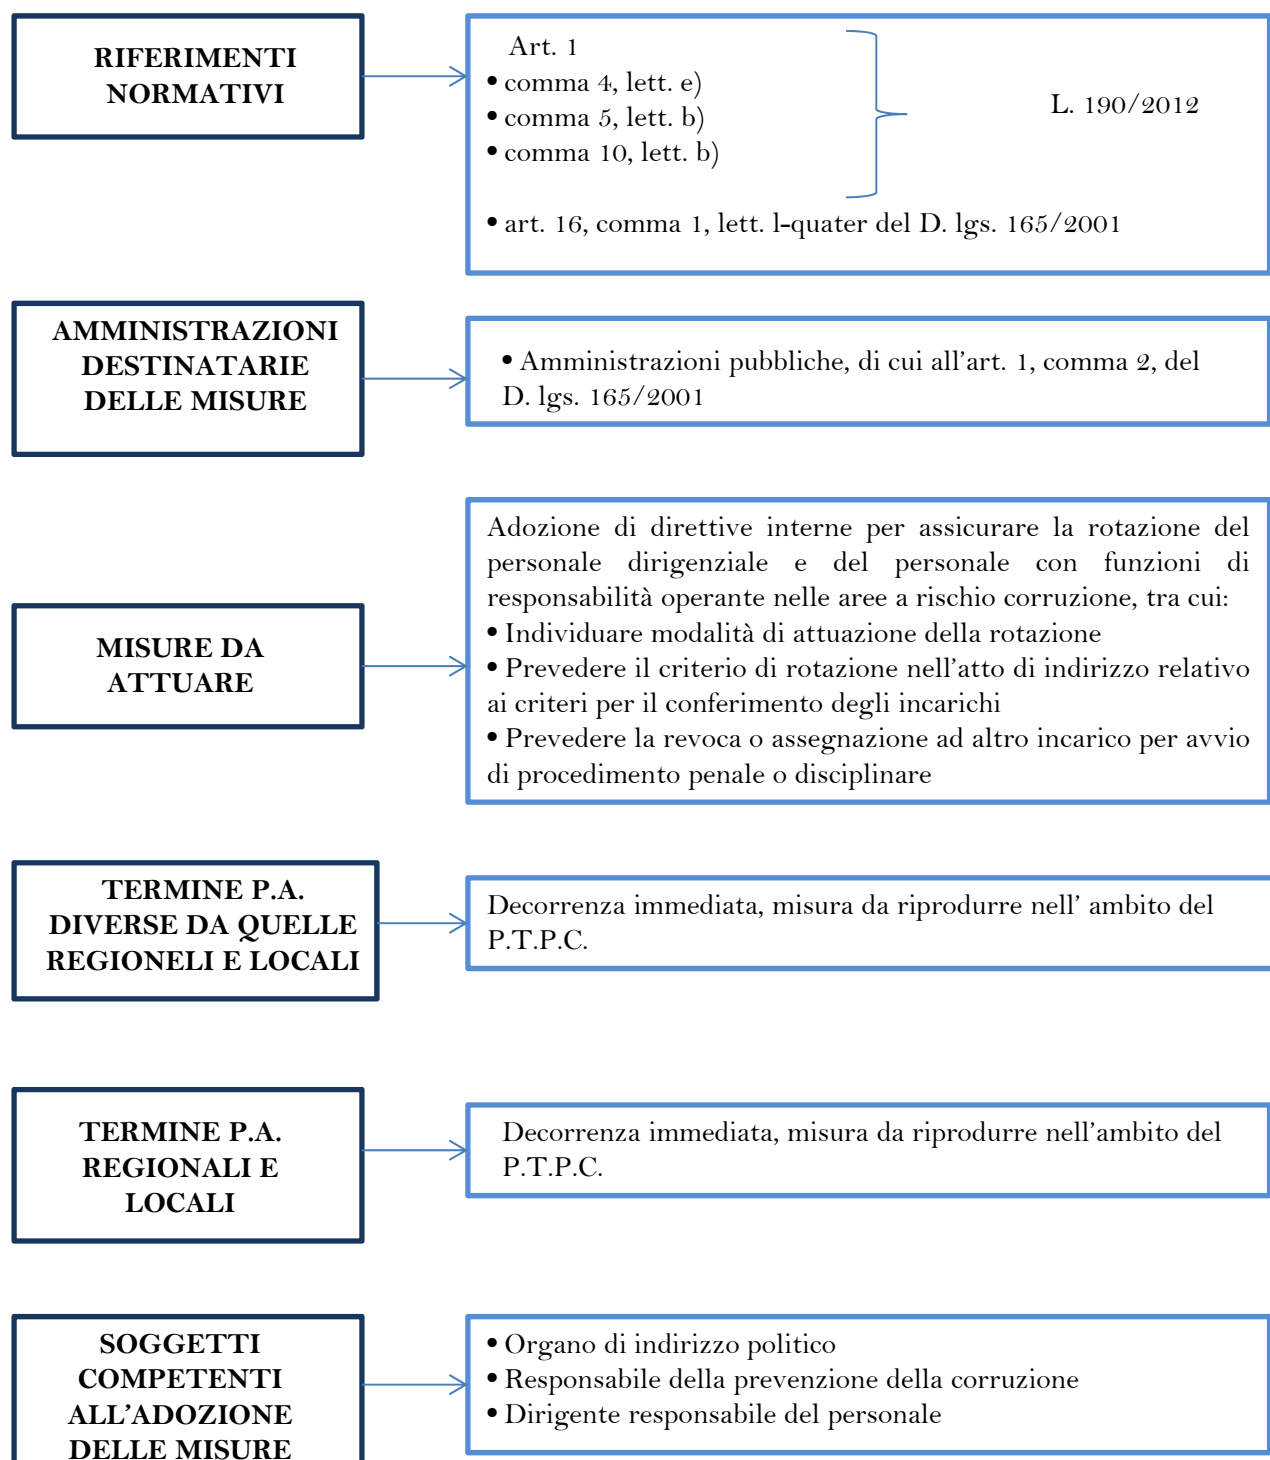 RIFERIMENTI
NORMATIVI
Art. 1
• comma 4, lett. e)
• comma 5, lett. b)
• comma 10, lett. b)
L. 190/2012
• art. 16, comma 1, lett. l-quater del D. lgs. 165/2001
AMMINISTRAZIONI
DESTINATARIE
DELLE MISURE
• Amministrazioni pubbliche, di cui all’art. 1, comma 2, del
D. lgs. 165/2001
MISURE DA
ATTUARE
Adozione di direttive interne per assicurare la rotazione del
personale dirigenziale e del personale con funzioni di
responsabilità operante nelle aree a rischio corruzione, tra cui:
• Individuare modalità di attuazione della rotazione
• Prevedere il criterio di rotazione nell’atto di indirizzo relativo
ai criteri per il conferimento degli incarichi
• Prevedere la revoca o assegnazione ad altro incarico per avvio
di procedimento penale o disciplinare
TERMINE P.A.
DIVERSE DA QUELLE
REGIONELI E LOCALI
Decorrenza immediata, misura da riprodurre nell’ ambito del
P.T.P.C.
TERMINE P.A.
REGIONALI E
LOCALI
Decorrenza immediata, misura da riprodurre nell’ambito del
P.T.P.C.
SOGGETTI
COMPETENTI
ALL’ADOZIONE
DELLE MISURE
• Organo di indirizzo politico
• Responsabile della prevenzione della corruzione
• Dirigente responsabile del personale